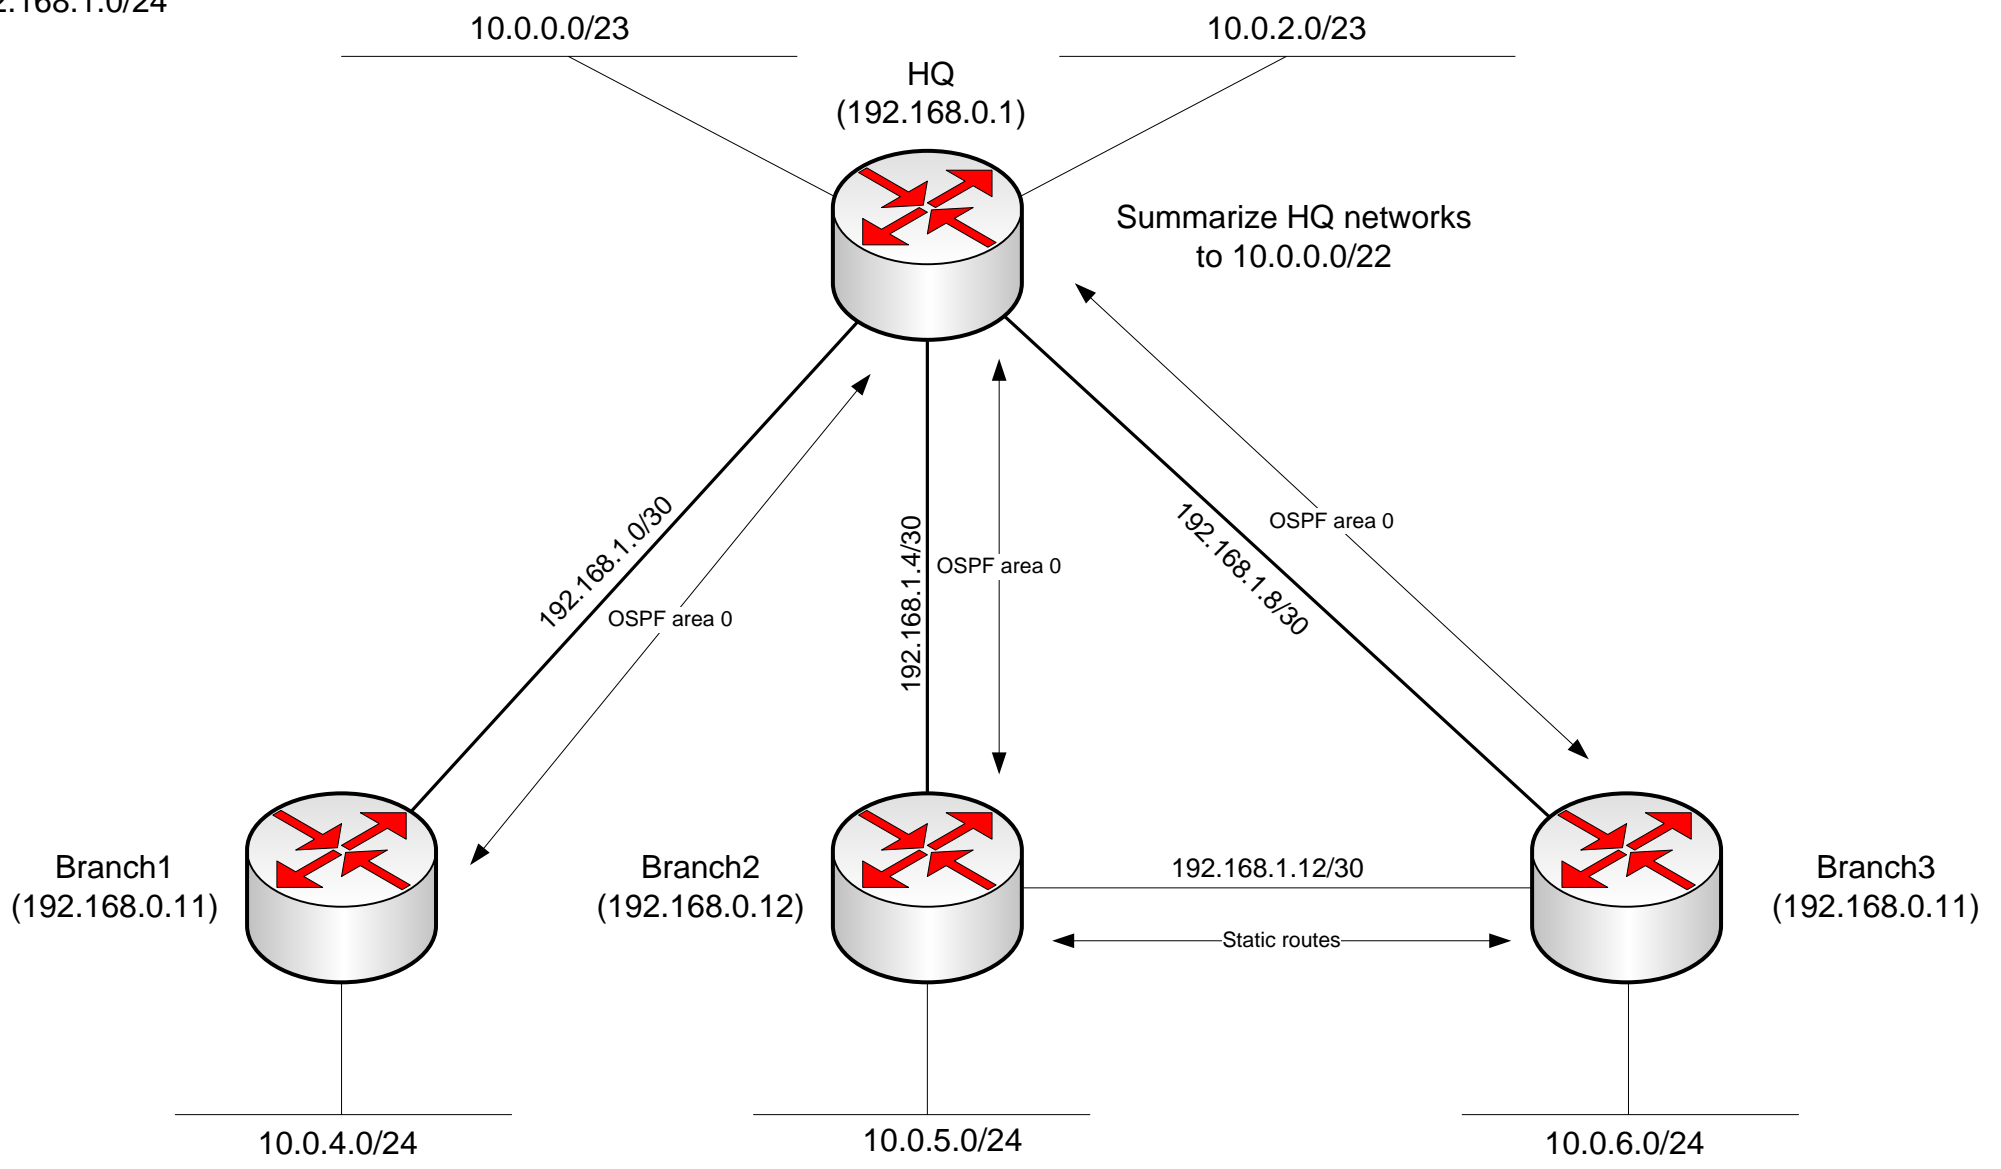 .168.1.0/24
10.0.0.0/23
10.0.2.0/23
HQ
(192.168.0.1)
Summarize HQ networks
to 10.0.0.0/22
192.168.1.0/30
OSPF area 0
192.168.1.4/30
OSPF area 0
192.168.1.8/30
OSPF area 0
Branch1
(192.168.0.11)
Branch2
(192.168.0.12)
192.168.1.12/30
Static routes
Branch3
(192.168.0.11)
10.0.4.0/24
10.0.5.0/24
10.0.6.0/24